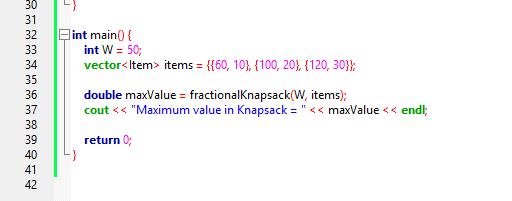 30 }
31
32 int main() {
33 int W = 50;
34 vector<Item> items = {{60, 10}, {100, 20}, {120, 30}};
35
36 double maxValue = fractionalKnapsack(W, items);
37 cout << "Maximum value in Knapsack = " << maxValue << endl;
38
39 return 0;
40 }
41
42